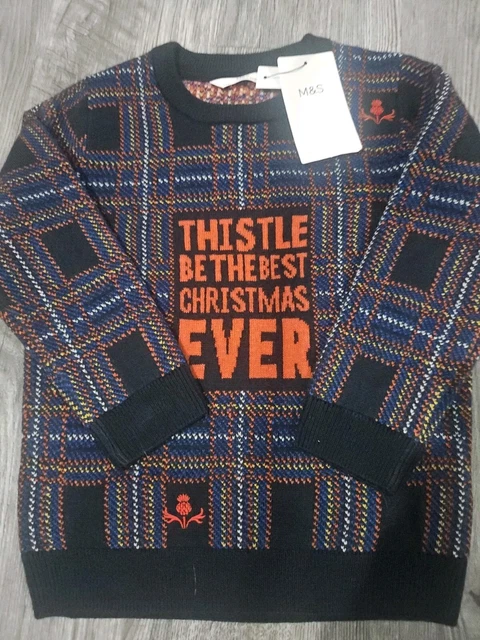 M&S
THISTLE
BE THE BEST
CHRISTMAS
EVER